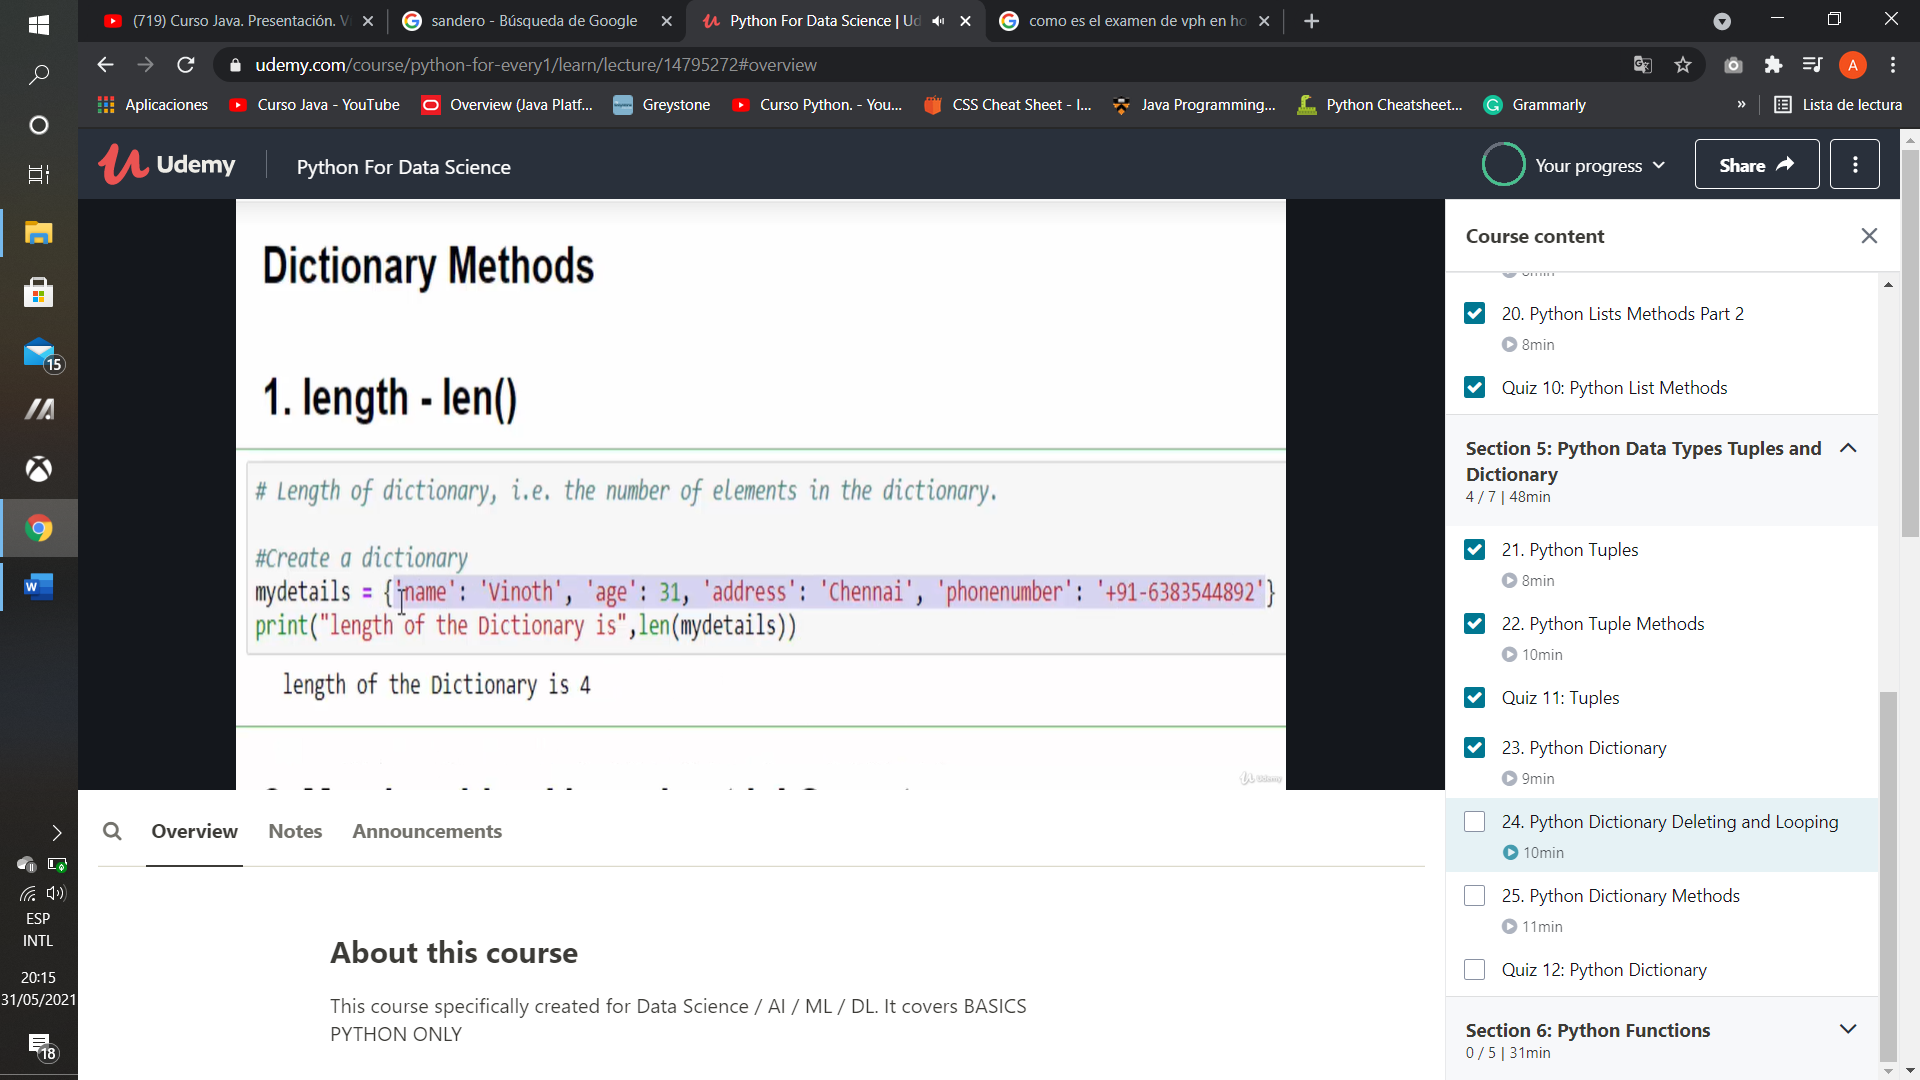 (719) Curso Java. Presentación. V
sandero - Búsqueda de Google
Python For Data Science | Ud
como es el examen de vph en ho
udemy.com/course/python-for-every1/learn/lecture/14795272#overview
A
Aplicaciones
Curso Java - YouTube
Overview (Java Platf...
Greystone
Curso Python. - You...
CSS Cheat Sheet - I...
Java Programming...
Python Cheatsheet...
Grammarly
»
Lista de lectura
Udemy
Python For Data Science
Your progress
Share
Dictionary Methods
1. length - len()
# Length of dictionary, i.e. the number of elements in the dictionary.
#Create a dictionary
mydetails = {'name': 'Vinoth', 'age': 31, 'address': 'Chennai', 'phonenumber': '+91-6383544892'}
print("length of the Dictionary is",len(mydetails))
length of the Dictionary is 4
Udemy
Course content
20. Python Lists Methods Part 2
8min
Quiz 10: Python List Methods
Section 5: Python Data Types Tuples and
Dictionary
4 / 7 | 48min
21. Python Tuples
8min
22. Python Tuple Methods
10min
Quiz 11: Tuples
23. Python Dictionary
9min
24. Python Dictionary Deleting and Looping
10min
25. Python Dictionary Methods
11min
Quiz 12: Python Dictionary
Section 6: Python Functions
0 / 5 | 31min
Overview
Notes
Announcements
About this course
This course specifically created for Data Science / AI / ML / DL. It covers BASICS
PYTHON ONLY
15
ESP
INTL
20:15
31/05/2021
18